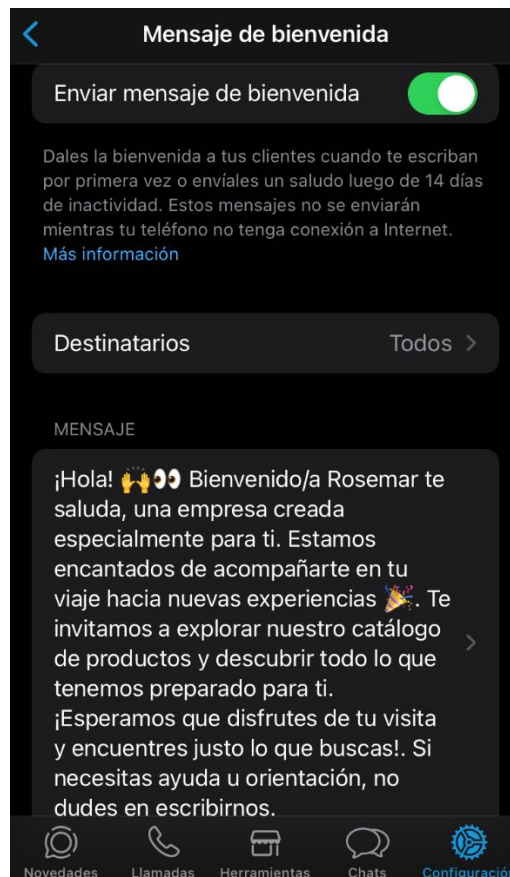 Mensaje de bienvenida
Enviar mensaje de bienvenida
Dales la bienvenida a tus clientes cuando te escriban
por primera vez o envíales un saludo luego de 14 días
de inactividad. Estos mensajes no se enviarán
mientras tu teléfono no tenga conexión a Internet.
Más información
Destinatarios Todos
MENSAJE
¡Hola! 🙌👀 Bienvenido/a Rosemar te
saluda, una empresa creada
especialmente para ti. Estamos
encantados de acompañarte en tu
viaje hacia nuevas experiencias 🎉. Te
invitamos a explorar nuestro catálogo
de productos y descubrir todo lo que
tenemos preparado para ti.
¡Esperamos que disfrutes de tu visita
y encuentres justo lo que buscas!. Si
necesitas ayuda u orientación, no
dudes en escribirnos.
Novedades Llamadas Herramientas Chats Configuración